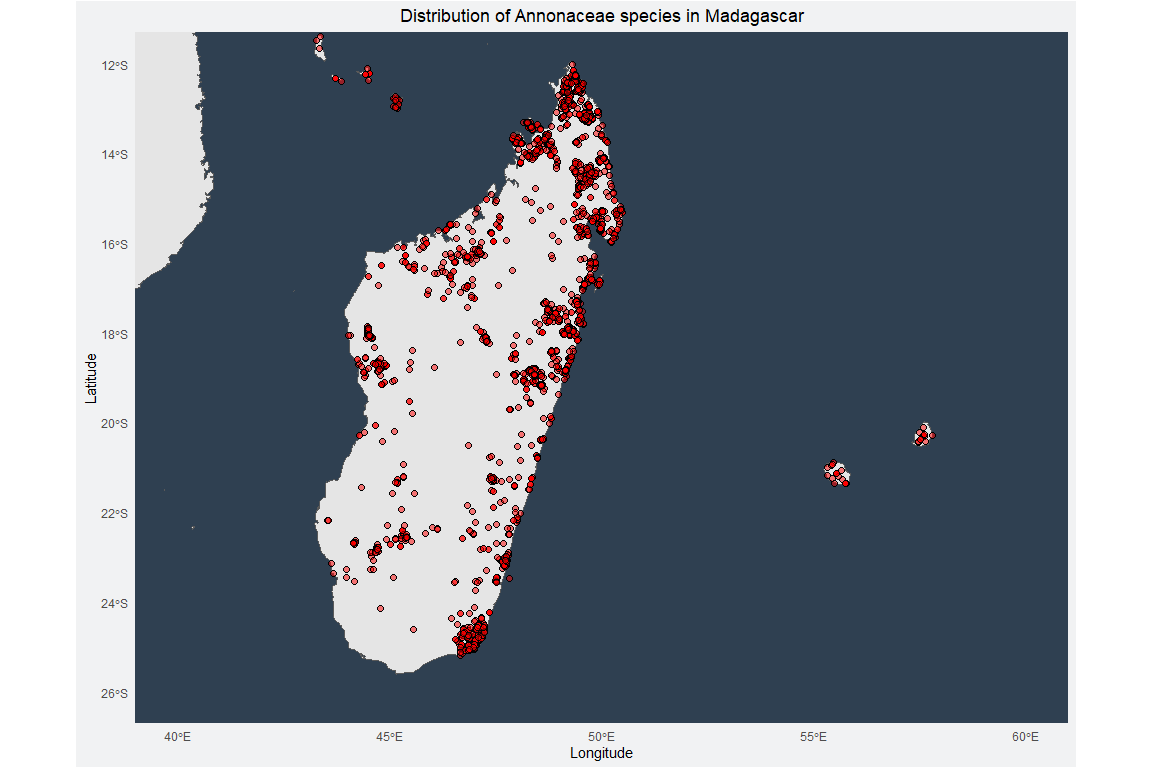 Distribution of Annonaceae species in Madagascar
12°S
14°S
16°S
18°S
20°S
22°S
24°S
26°S
Latitude
40°E
45°E
50°E
55°E
60°E
Longitude